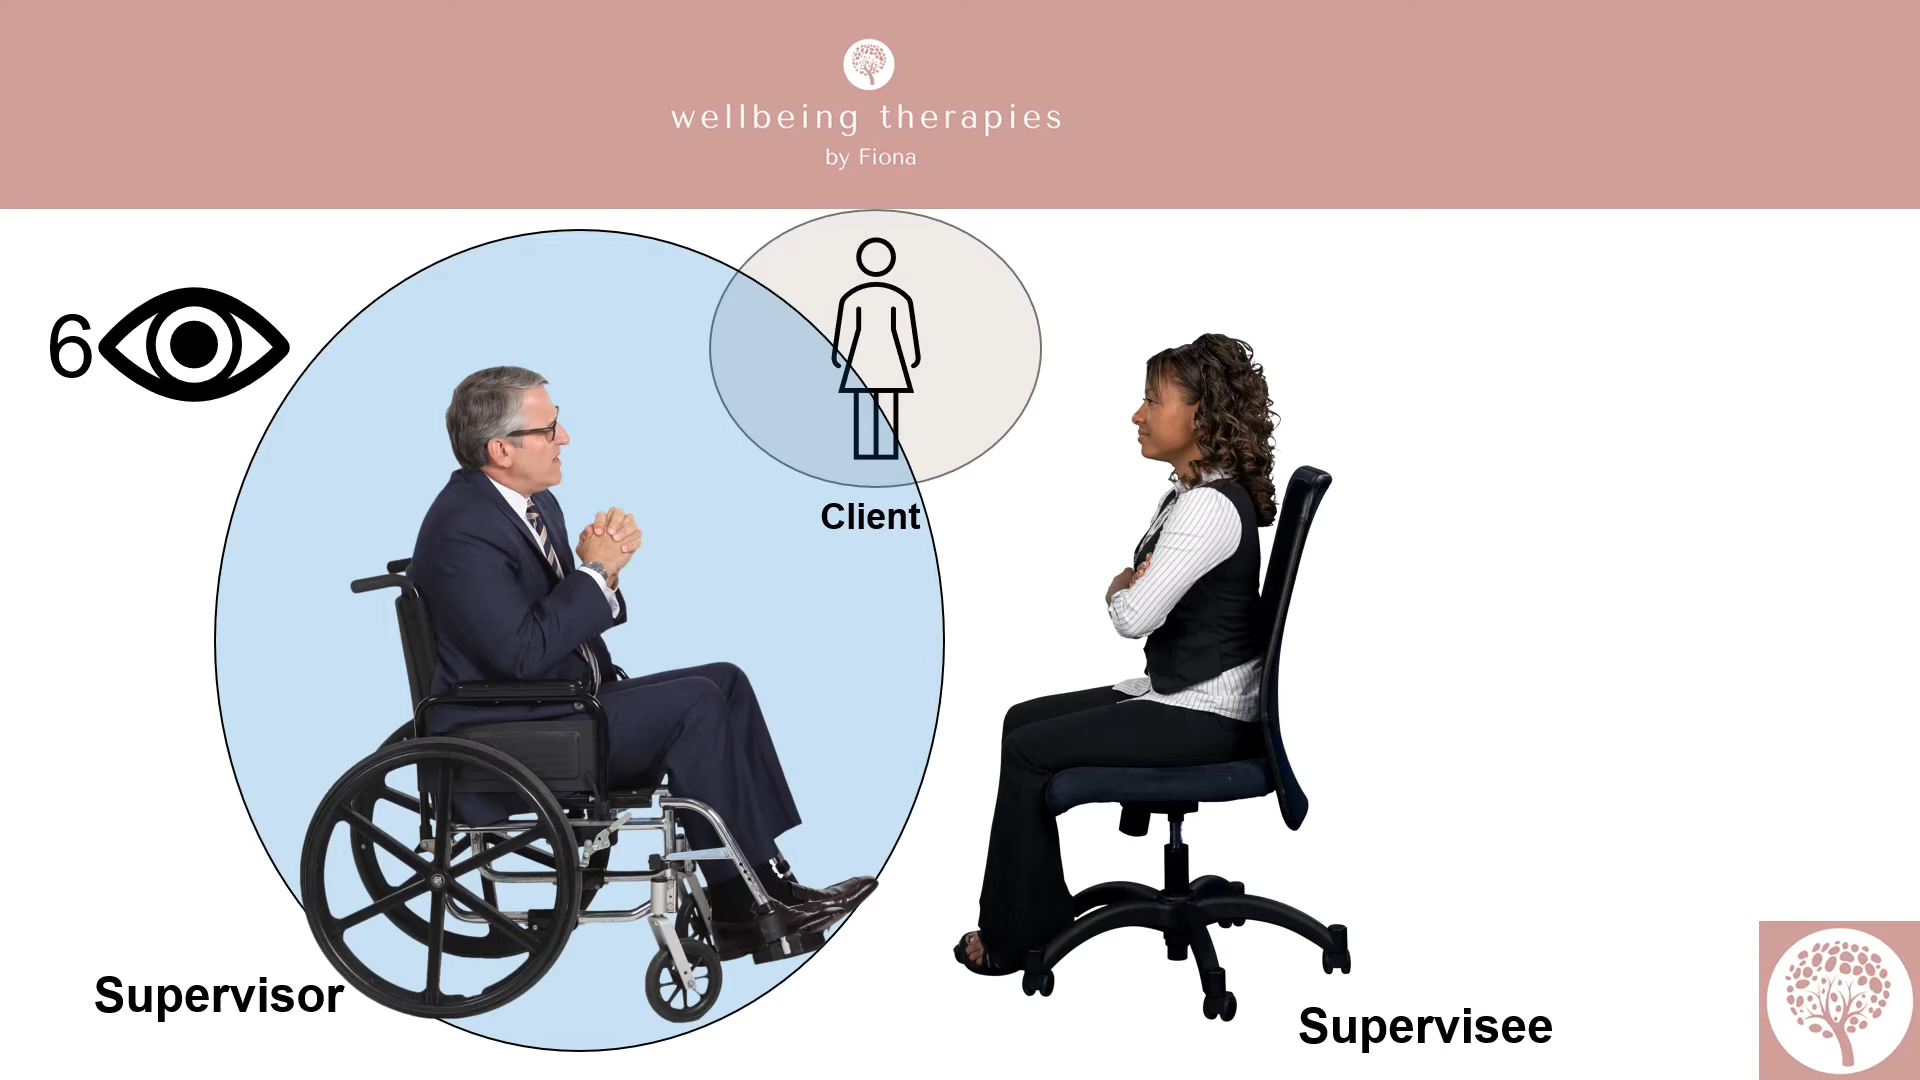 wellbeing therapies
by Fiona
6
Client
Supervisor
Supervisee